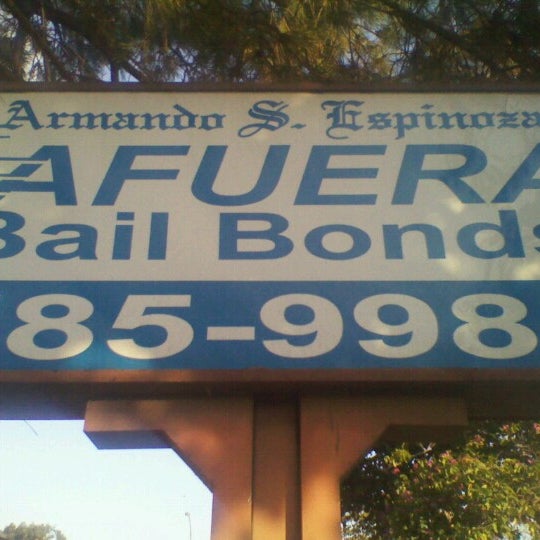 Armando S. Espinoza
AFUERA
Bail Bonds
85-998